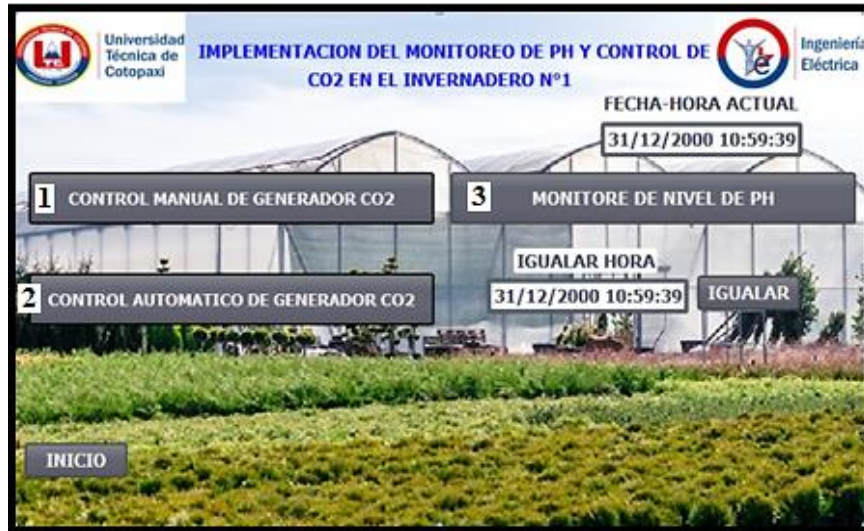 Universidad
Técnica de
Cotopaxi
IMPLEMENTACION DEL MONITOREO DE PH Y CONTROL DE
CO2 EN EL INVERNADERO N°1
Ingeniería
Eléctrica
FECHA-HORA ACTUAL
31/12/2000 10:59:39
1 CONTROL MANUAL DE GENERADOR CO2
3 MONITORE DE NIVEL DE PH
IGUALAR HORA
2 CONTROL AUTOMATICO DE GENERADOR CO2
31/12/2000 10:59:39
IGUALAR
INICIO